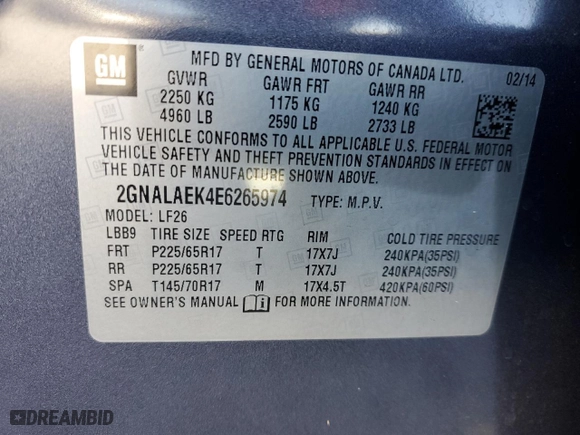 GM
MFD BY GENERAL MOTORS OF CANADA LTD. 02/14
GVWR GAWR FRT GAWR RR
2250 KG 1175 KG 1240 KG
4960 LB 2590 LB 2733 LB
THIS VEHICLE CONFORMS TO ALL APPLICABLE U.S. FEDERAL MOTOR
VEHICLE SAFETY AND THEFT PREVENTION STANDARDS IN EFFECT ON
THE DATE OF MANUFACTURE SHOWN ABOVE.
2GNALAEK4E6265974 TYPE: M.P.V.
MODEL: LF26
LBB9 TIRE SIZE SPEED RTG RIM COLD TIRE PRESSURE
FRT P225/65R17 T 17X7J 240KPA(35PSI)
RR P225/65R17 T 17X7J 240KPA(35PSI)
SPA T145/70R17 M 17X4.5T 420KPA(60PSI)
SEE OWNER'S MANUAL FOR MORE INFORMATION.
DREAMBID